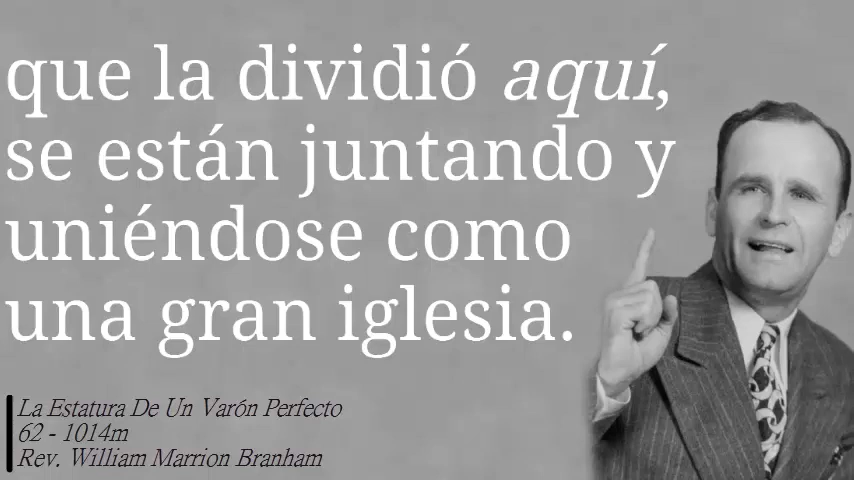 que la dividió aquí,
se están juntando y
uniéndose como
una gran iglesia.
La Estatura De Un Varón Perfecto
62 - 1014m
Rev. William Marrion Branham